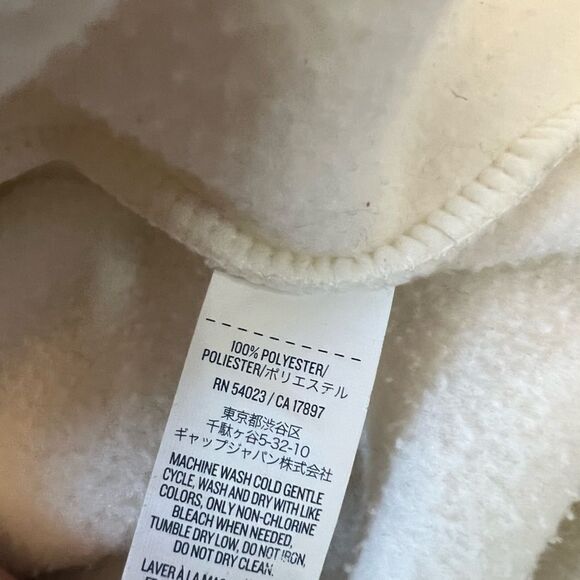 100% POLYESTER/
POLIESTER/ポリエステル
RN 54023 / CA 17897
東京都渋谷区
千駄ヶ谷5-32-10
ギャップジャパン株式会社
MACHINE WASH COLD GENTLE
CYCLE, WASH AND DRY WITH LIKE
COLORS, ONLY NON-CHLORINE
BLEACH WHEN NEEDED,
TUMBLE DRY LOW, DO NOT IRON,
DO NOT DRY CLEAN.
LAVER À LA